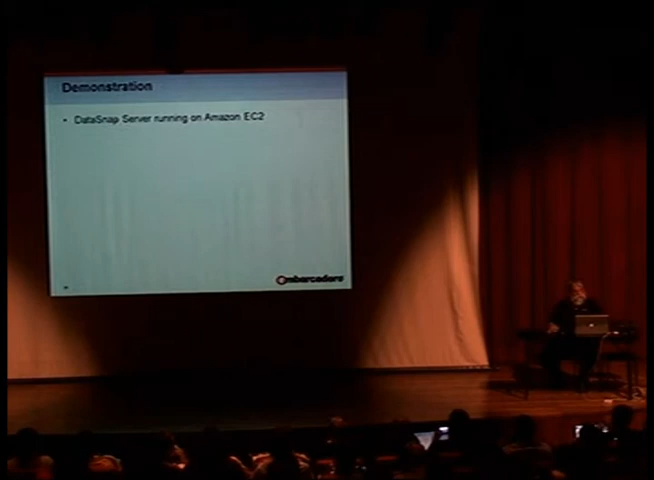 Demonstration
• DataSnap Server running on Amazon EC2
embarcadero